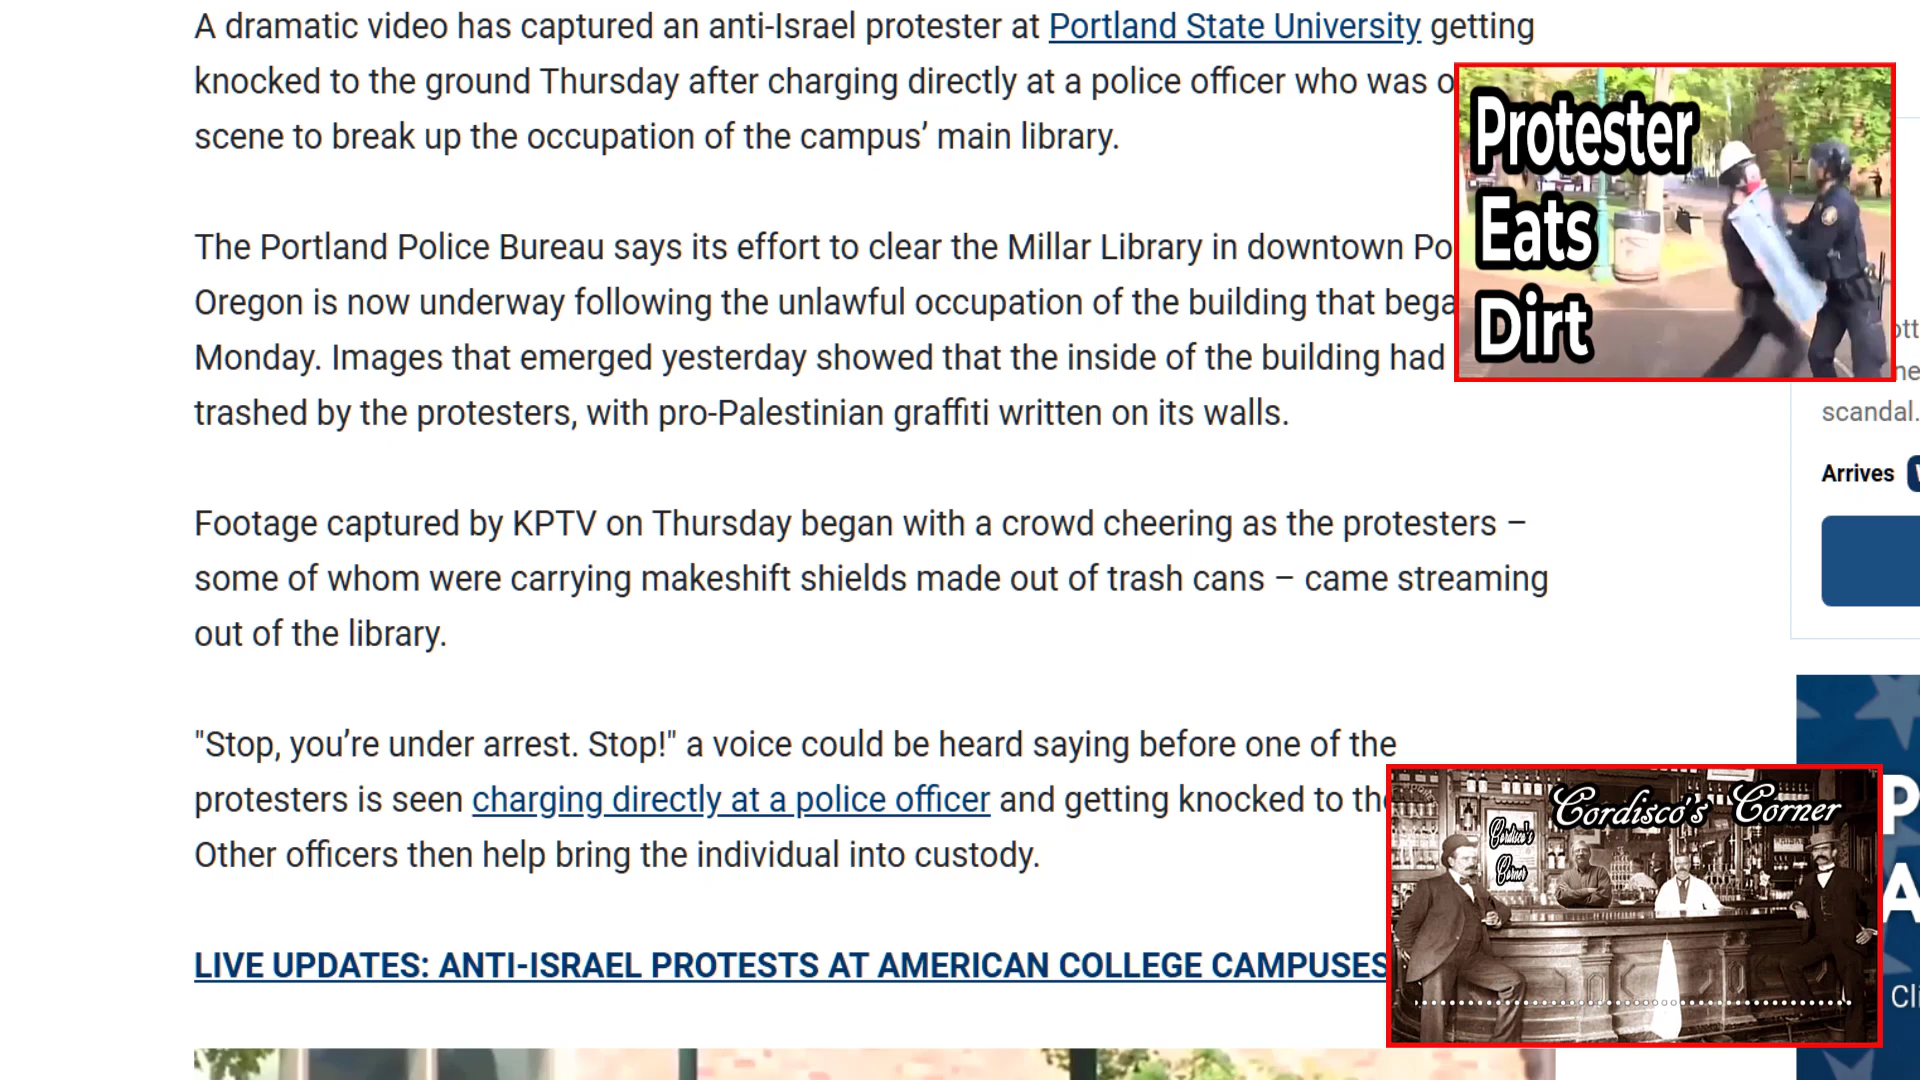 A dramatic video has captured an anti-Israel protester at Portland State University getting
knocked to the ground Thursday after charging directly at a police officer who was o
scene to break up the occupation of the campus’ main library.
Protester
Eats
Dirt
The Portland Police Bureau says its effort to clear the Millar Library in downtown Po
Oregon is now underway following the unlawful occupation of the building that bega
Monday. Images that emerged yesterday showed that the inside of the building had
trashed by the protesters, with pro-Palestinian graffiti written on its walls.
scandal.
Arrives
Footage captured by KPTV on Thursday began with a crowd cheering as the protesters –
some of whom were carrying makeshift shields made out of trash cans – came streaming
out of the library.
"Stop, you’re under arrest. Stop!" a voice could be heard saying before one of the
protesters is seen charging directly at a police officer and getting knocked to the
Other officers then help bring the individual into custody.
LIVE UPDATES: ANTI-ISRAEL PROTESTS AT AMERICAN COLLEGE CAMPUSES
Cordisco's Corner
Cordisco's
Corner